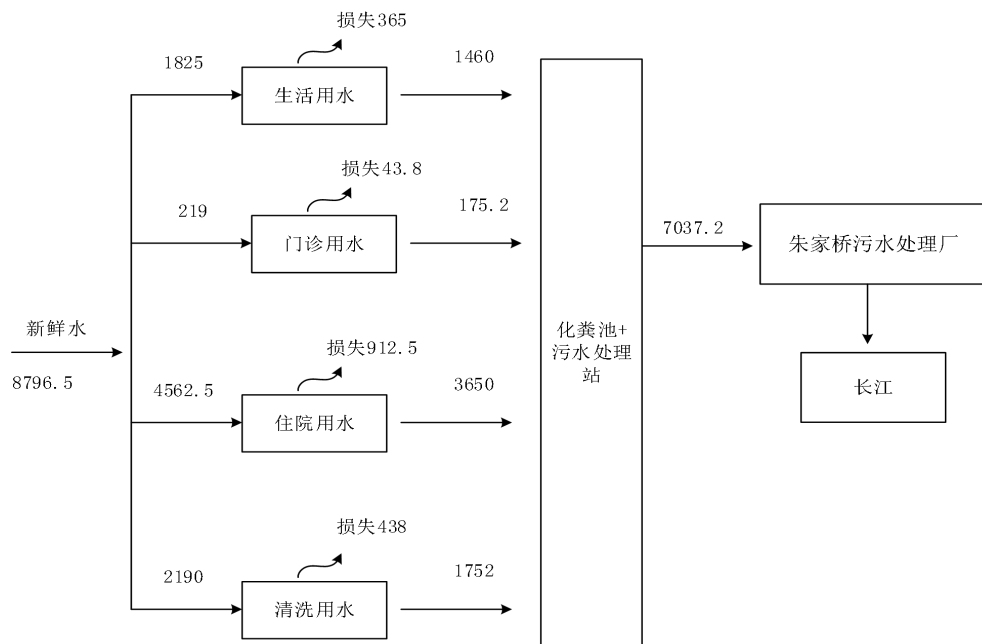 损失365
1825
1460
生活用水
损失43.8
219
175.2
门诊用水
7037.2
朱家桥污水处理厂
新鲜水
8796.5
化粪池+
污水处理
站
损失912.5
4562.5
3650
住院用水
长江
损失438
2190
1752
清洗用水